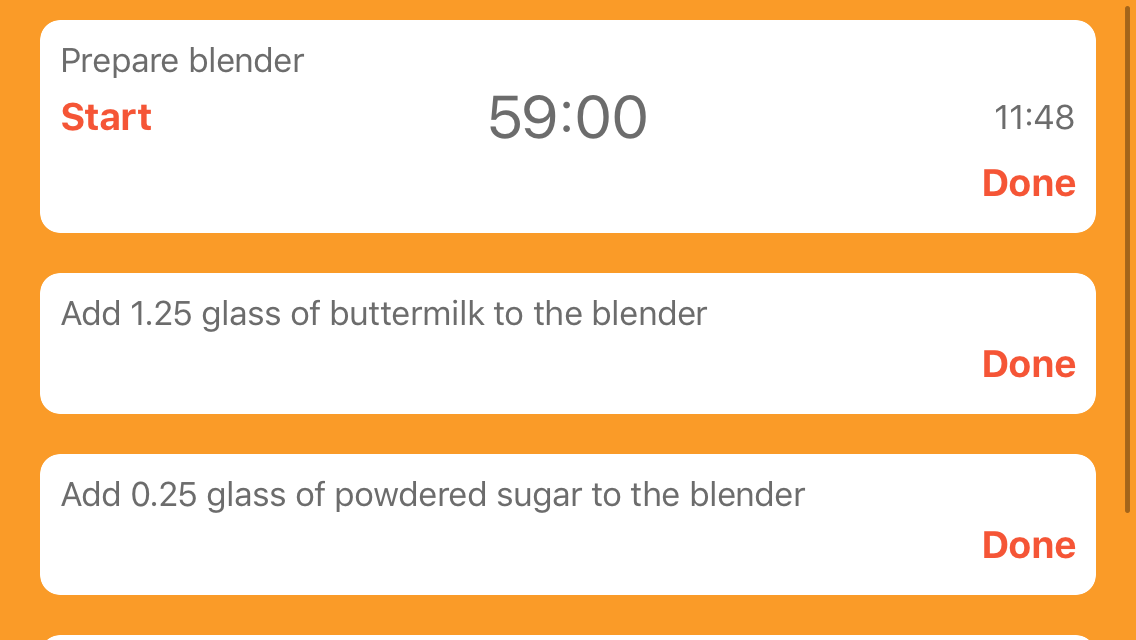 Prepare blender
Start 59:00 11:48
Done
Add 1.25 glass of buttermilk to the blender
Done
Add 0.25 glass of powdered sugar to the blender
Done